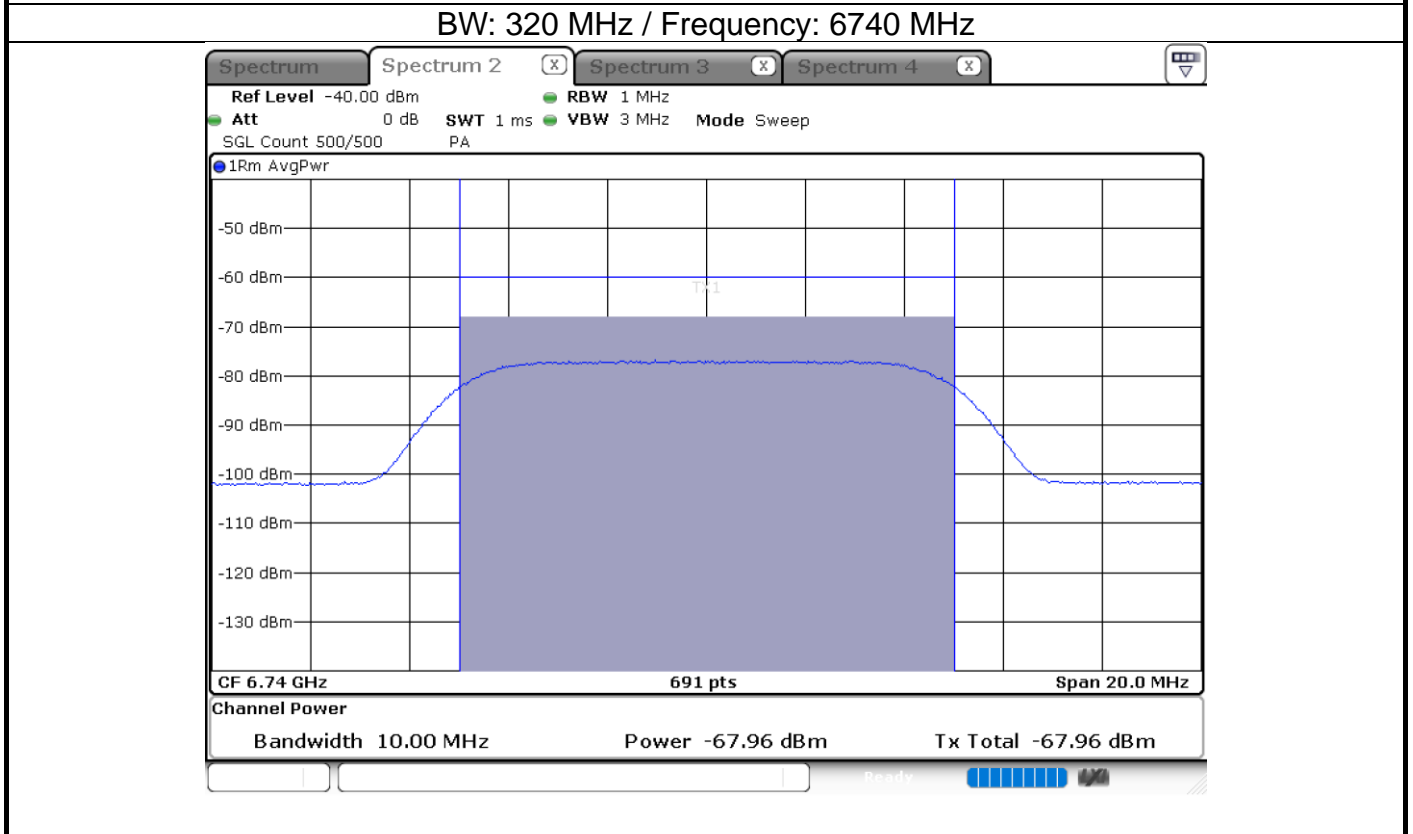 BW: 320 MHz / Frequency: 6740 MHz
Spectrum Spectrum 2 X Spectrum 3 X Spectrum 4 X
Ref Level -40.00 dBm RBW 1 MHz
Att 0 dB SWT 1 ms VBW 3 MHz Mode Sweep
SGL Count 500/500 PA
1Rm AvgPwr
-50 dBm
-60 dBm
TX1
-70 dBm
-80 dBm
-90 dBm
-100 dBm
-110 dBm
-120 dBm
-130 dBm
CF 6.74 GHz 691 pts Span 20.0 MHz
Channel Power
Bandwidth 10.00 MHz Power -67.96 dBm Tx Total -67.96 dBm
Ready